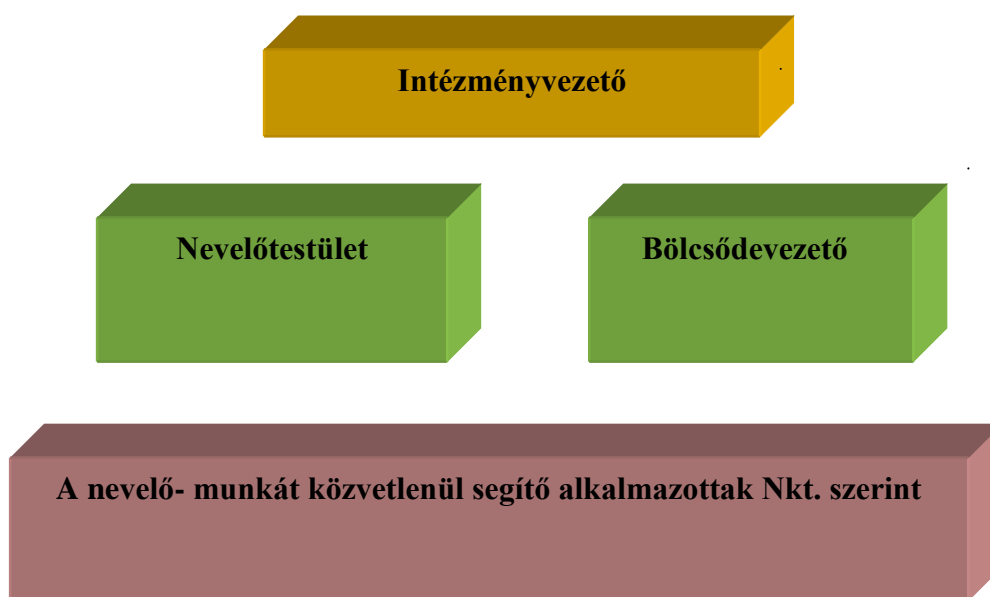 Intézményvezető
Nevelőtestület
Bölcsődevezető
A nevelő- munkát közvetlenül segítő alkalmazottak Nkt. szerint